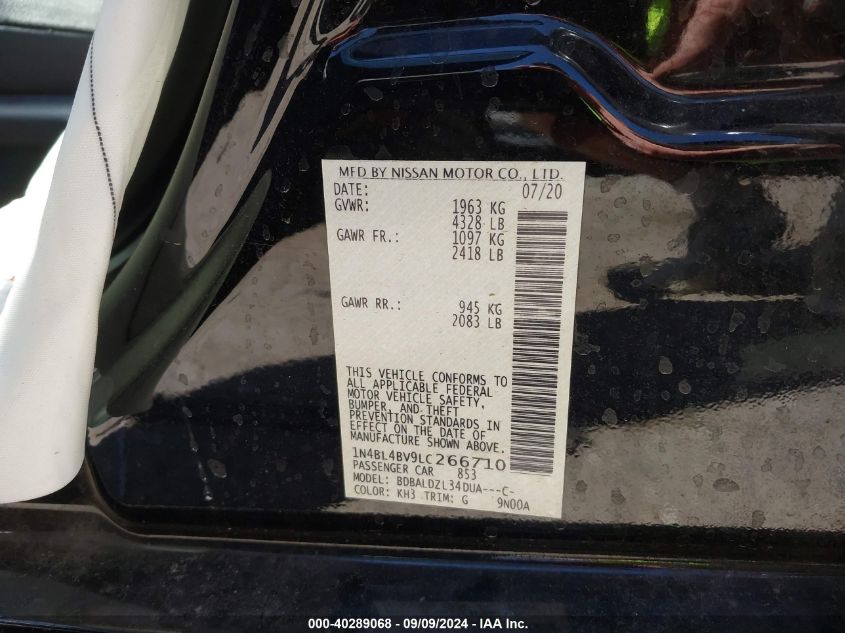 MFD BY NISSAN MOTOR CO., LTD.
DATE: 07/20
GVWR: 1963 KG
4328 LB
GAWR FR.: 1097 KG
2418 LB
GAWR RR.: 945 KG
2083 LB
THIS VEHICLE CONFORMS TO
ALL APPLICABLE FEDERAL
MOTOR VEHICLE SAFETY,
BUMPER, AND THEFT
PREVENTION STANDARDS IN
EFFECT ON THE DATE OF
MANUFACTURE SHOWN ABOVE.
1N4BL4BV9LC266710
PASSENGER CAR 853
MODEL: BDBALDZL34DUA---C-
COLOR: KH3 TRIM: G 9N00A
000-40289068 - 09/09/2024 - IAA Inc.